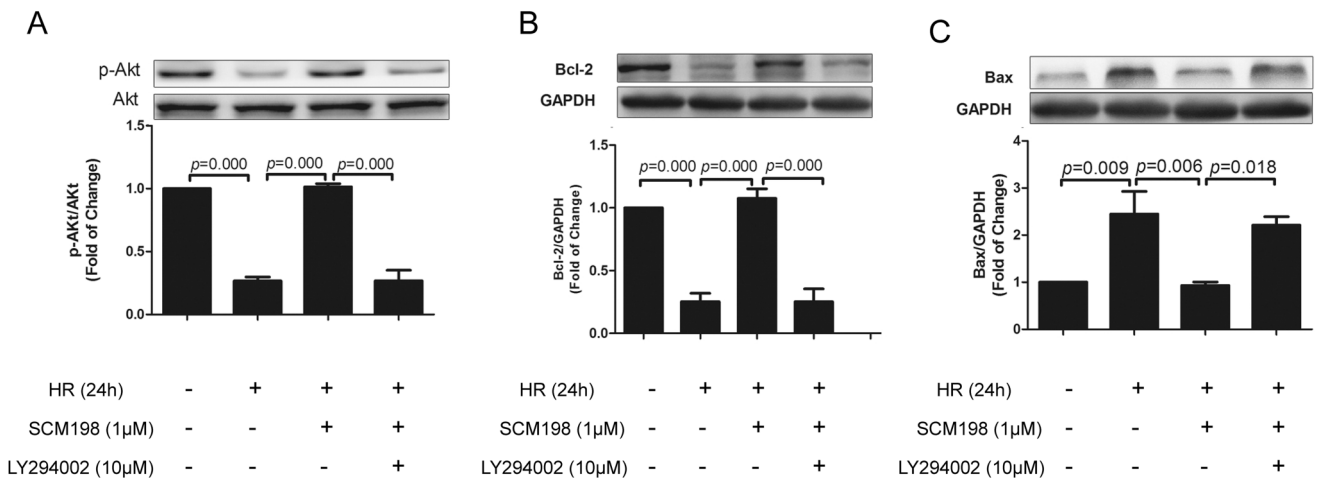 A
p-Akt
Akt
1.5
1.0
0.5
0.0
p-AKt/AKt
(Fold of Change)
p=0.000
p=0.000
p=0.000
HR (24h) - + + +
SCM198 (1μM) - - + +
LY294002 (10μM) - - - +
B
Bcl-2
GAPDH
1.5
1.0
0.5
0.0
Bcl-2/GAPDH
(Fold of Change)
p=0.000
p=0.000
p=0.000
HR (24h) - + + +
SCM198 (1μM) - - + +
LY294002 (10μM) - - - +
C
Bax
GAPDH
4
3
2
1
0
Bax/GAPDH
(Fold of Change)
p=0.009
p=0.006
p=0.018
HR (24h) - + + +
SCM198 (1μM) - - + +
LY294002 (10μM) - - - +